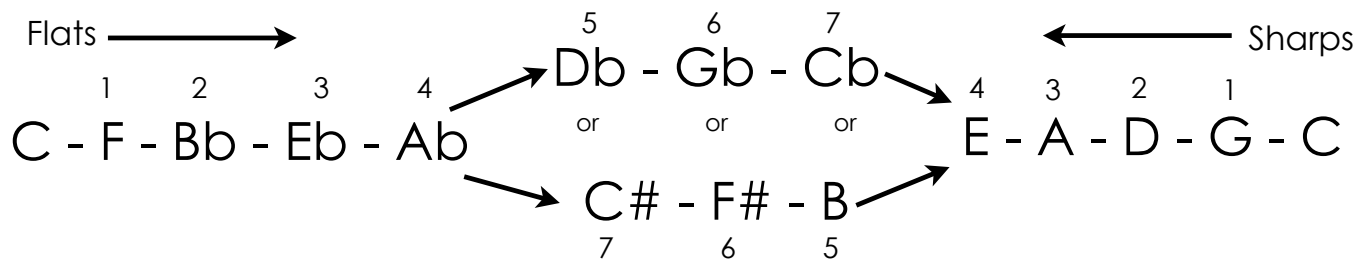 5 6 7
Flats Db - Gb - Cb Sharps
1 2 3 4 or or or 4 3 2 1
C - F - Bb - Eb - Ab E - A - D - G - C
C# - F# - B
7 6 5